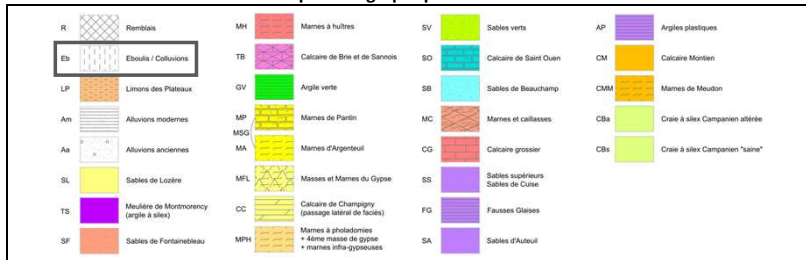 R Remblais
Eb Eboulis / Colluvions
LP Limons des Plateaux
Am Alluvions modernes
Aa Alluvions anciennes
SL Sables de Lozère
TS Meulière de Montmorency
(argile à silex)
SF Sables de Fontainebleau
MH Marnes à huîtres
TB Calcaire de Brie et de Sannois
GV Argile verte
MP Marnes de Pantin
MSG
MA Marnes d'Argenteuil
MFL Masses et Marnes du Gypse
CC Calcaire de Champigny
(passage latéral de faciès)
MPH Marnes à pholadomies
+ 4ème masse de gypse
+ marnes infra-gypseuses
SV Sables verts
SO Calcaire de Saint Ouen
SB Sables de Beauchamp
MC Marnes et caillasses
CG Calcaire grossier
SS Sables supérieurs
Sables de Cuise
FG Fausses Glaises
SA Sables d'Auteuil
AP Argiles plastiques
CM Calcaire Montien
CMM Marnes de Meudon
CBa Craie à silex Campanien altérée
CBs Craie à silex Campanien "saine"